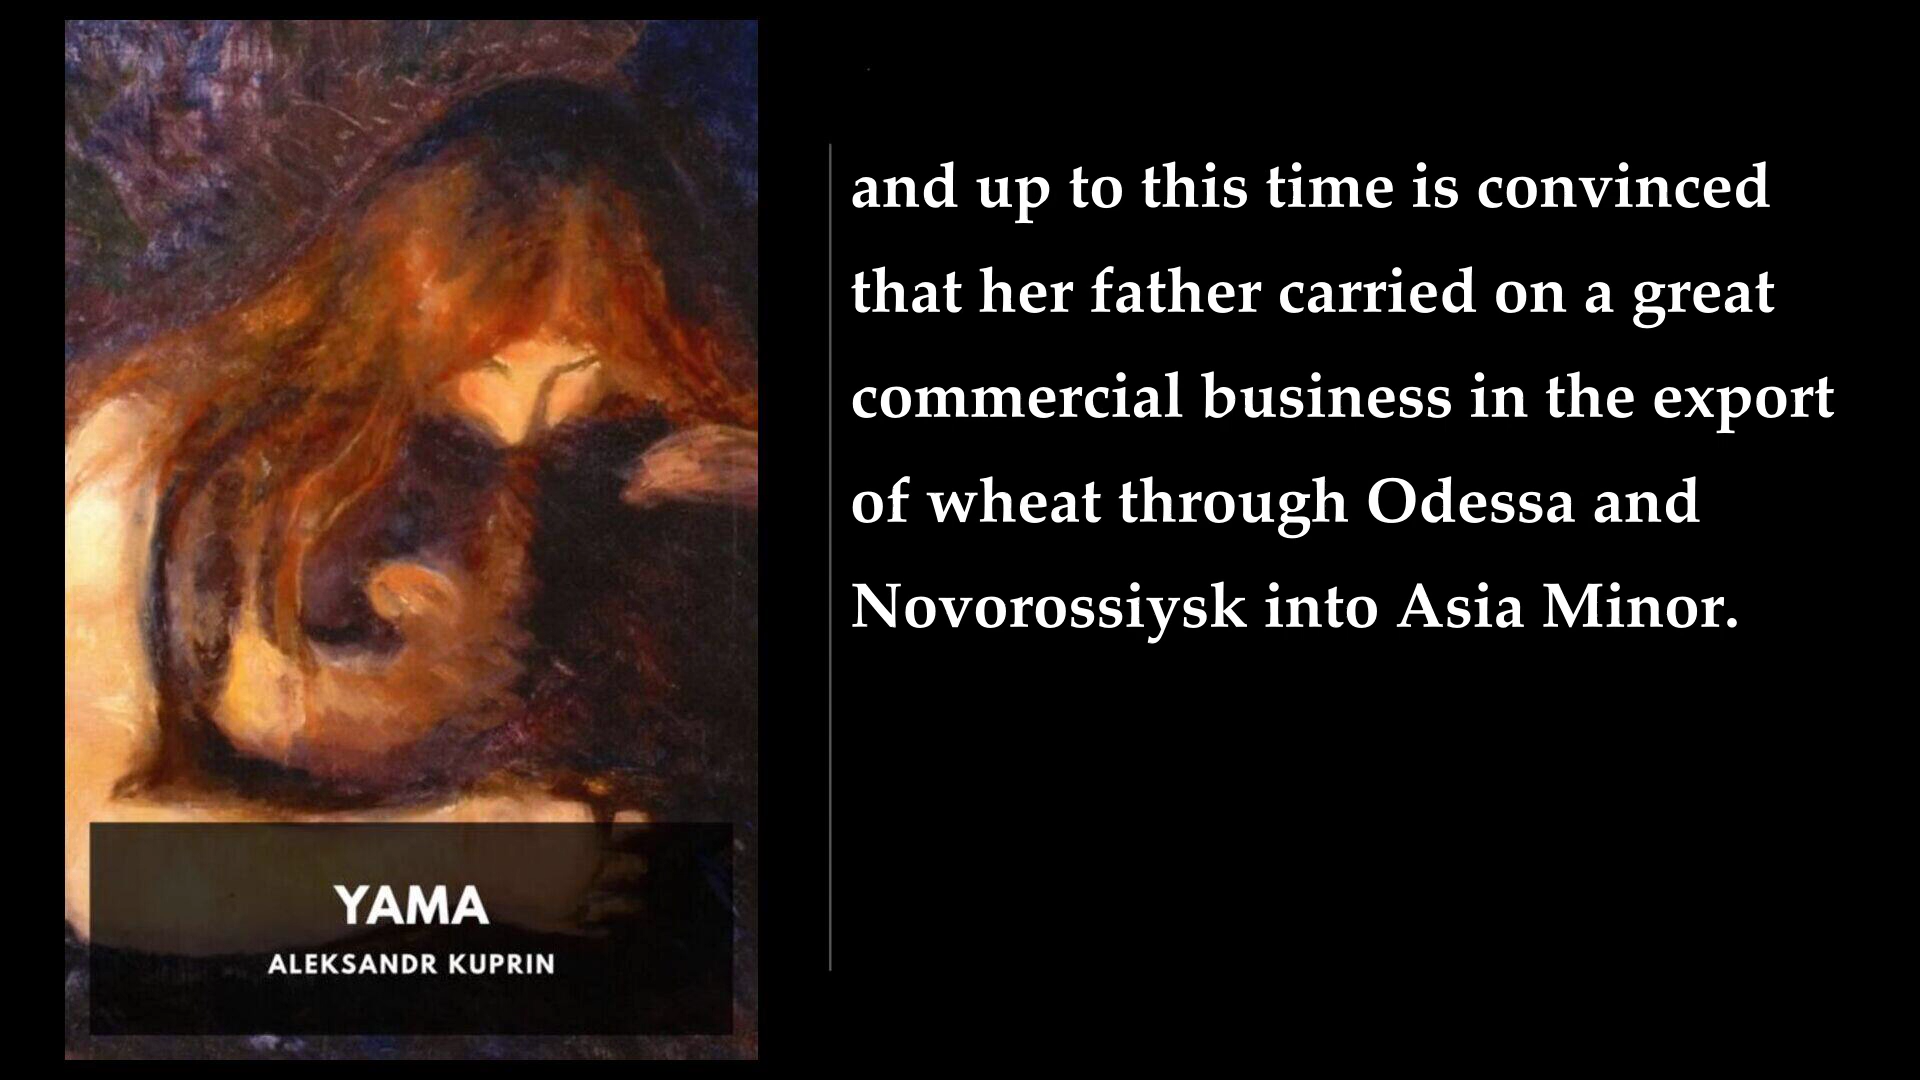 and up to this time is convinced
that her father carried on a great
commercial business in the export
of wheat through Odessa and
Novorossiysk into Asia Minor.
YAMA
ALEKSANDR KUPRIN